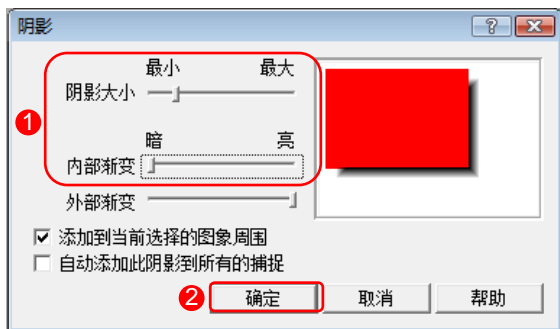 阴影
最小 最大
阴影大小
1
暗 亮
内部渐变
外部渐变
添加到当前选择的图象周围
自动添加此阴影到所有的捕捉
2 确定 取消 帮助